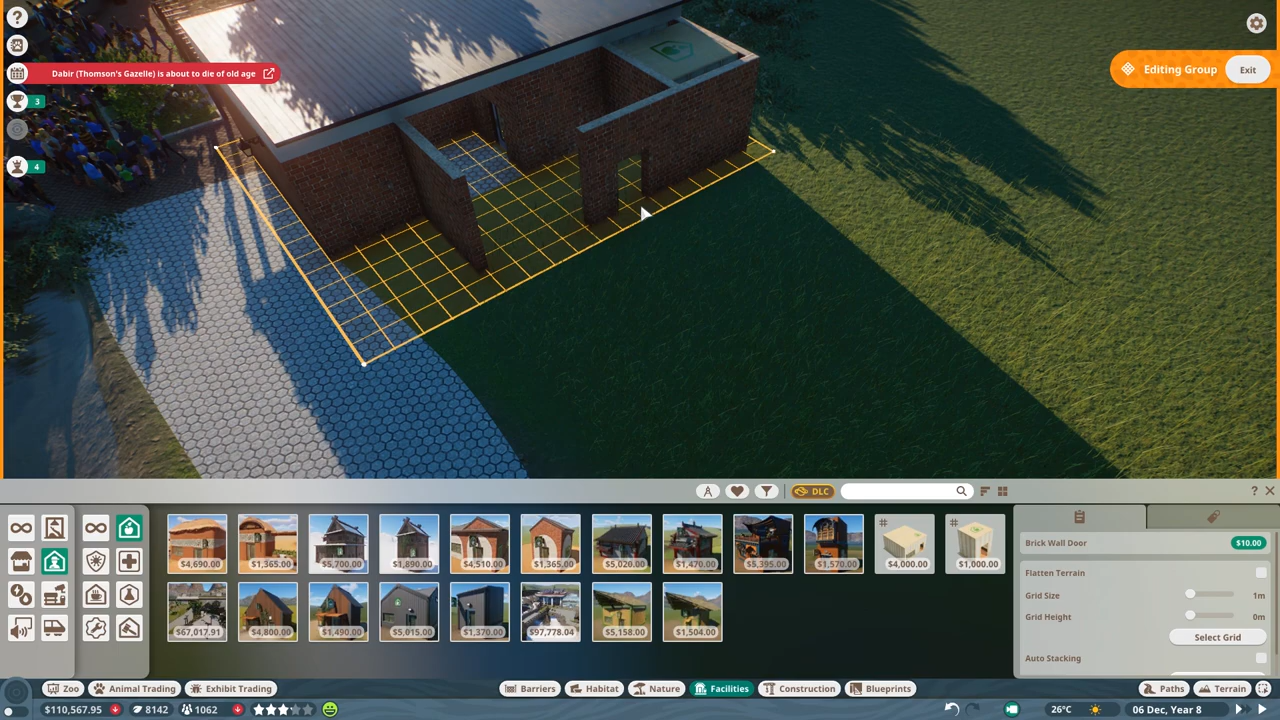 ?
Dabir (Thomson's Gazelle) is about to die of old age
3
4
Editing Group
Exit
DLC
?
Brick Wall Door
$10.00
Flatten Terrain
Grid Size
1m
Grid Height
0m
Select Grid
Auto Stacking
$4,690.00
$1,365.00
$5,700.00
$1,890.00
$4,510.00
$1,365.00
$5,020.00
$1,470.00
$5,395.00
$1,570.00
#
$4,000.00
#
$1,000.00
$67,017.91
$4,800.00
$1,490.00
$5,015.00
$1,370.00
$97,778.04
$5,158.00
$1,504.00
Zoo
Animal Trading
Exhibit Trading
Barriers
Habitat
Nature
Facilities
Construction
Blueprints
Paths
Terrain
$110,567.95
8142
1062
26°C
06 Dec, Year 8